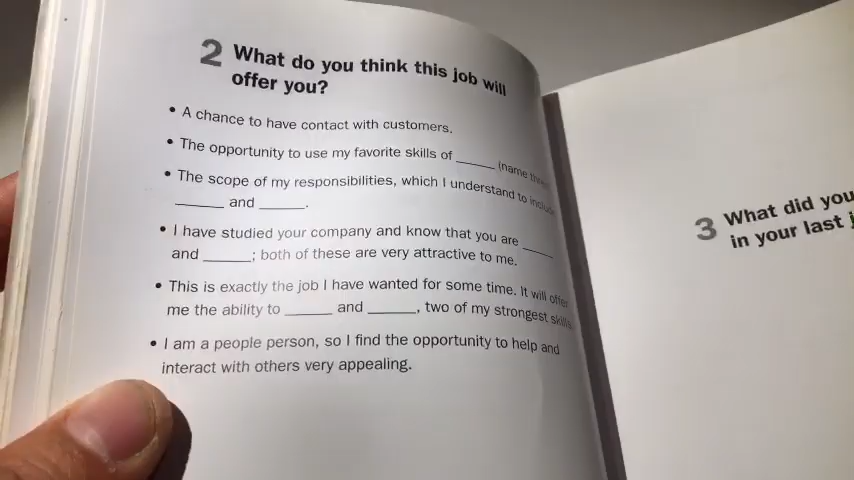 2 What do you think this job will
offer you?
• A chance to have contact with customers.
• The opportunity to use my favorite skills of ______ (name
• The scope of my responsibilities, which I understand to include
______ and ______.
• I have studied your company and know that you are ____
and ______; both of these are very attractive to me.
• This is exactly the job I have wanted for some time. It will offer
me the ability to ______ and ______, two of my strongest skills.
• I am a people person, so I find the opportunity to help and
interact with others very appealing.
3 What did you
in your last